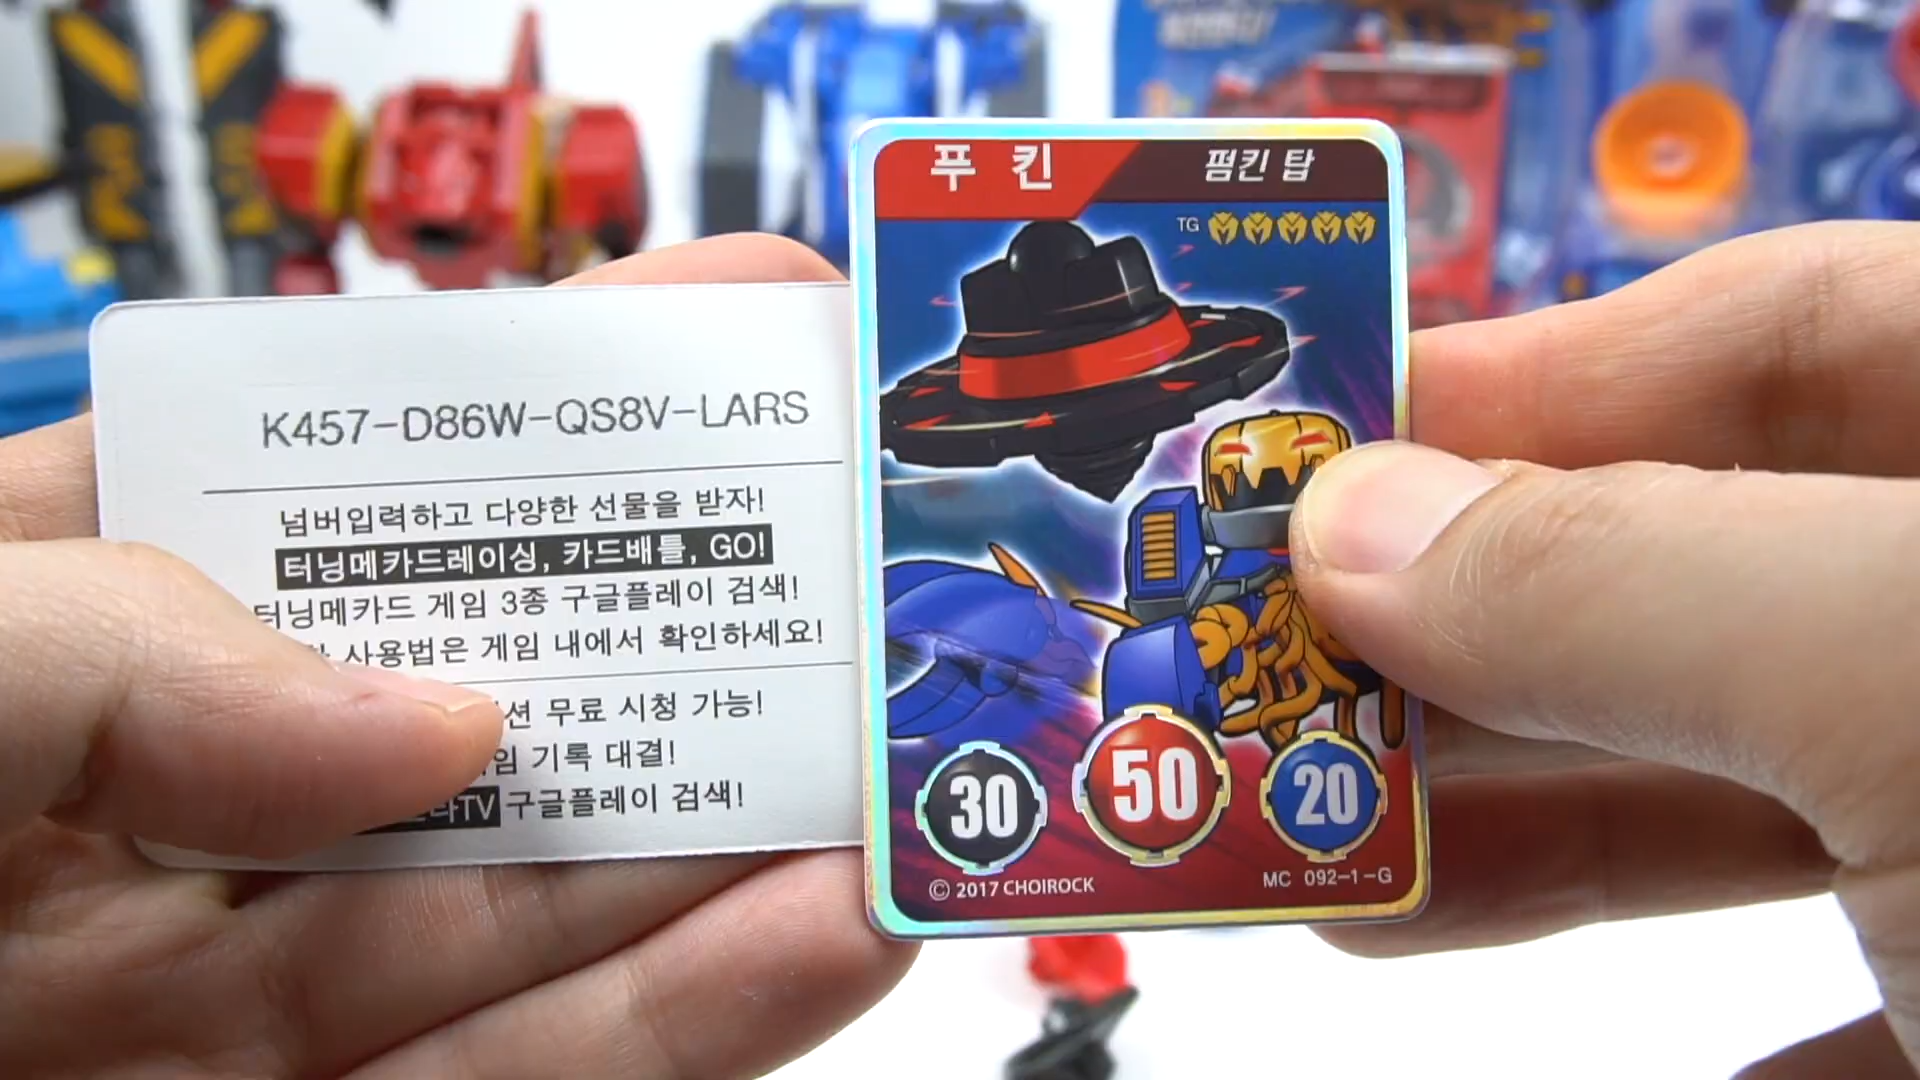 K457-D86W-QS8V-LARS
넘버입력하고 다양한 선물을 받자!
터닝메카드레이싱, 카드배틀, GO!
터닝메카드 게임 3종 구글플레이 검색!
사용법은 게임 내에서 확인하세요!
무료 시청 가능!
기록 대결!
구글플레이 검색!
푸 킨
펌킨 탑
TG
30
50
20
© 2017 CHOIROCK
MC 092-1-G